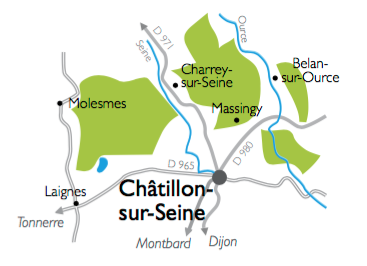 D 971
Seine
Ource
Charrey-
sur-Seine
Belan-
sur-Ource
Molesmes
Massingy
D 965
D 980
Laignes
Châtillon-
sur-Seine
Tonnerre
Montbard
Dijon